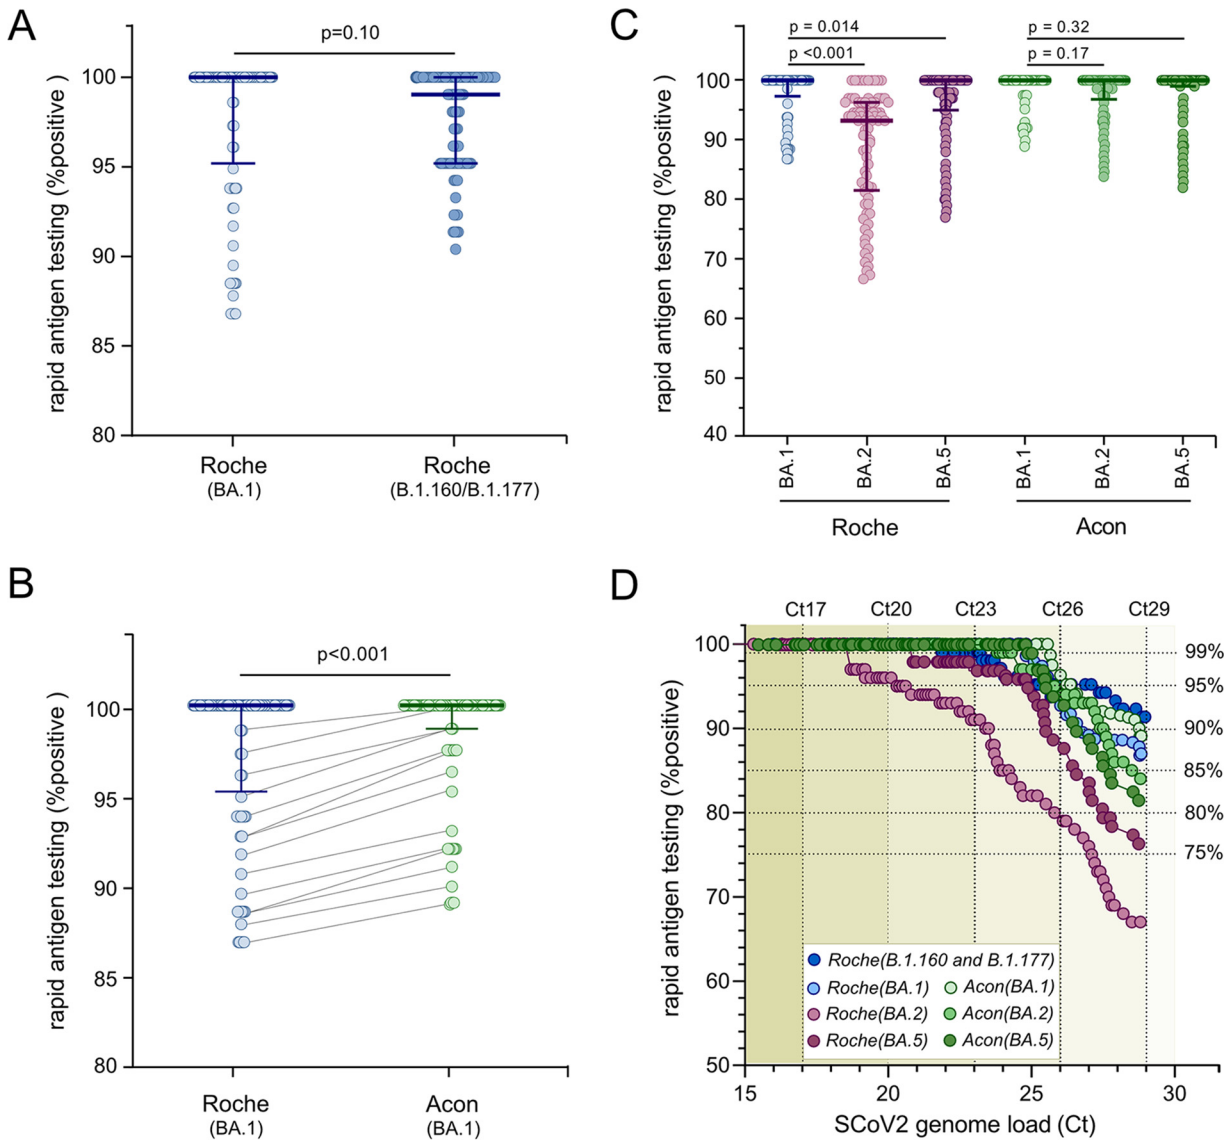 A
p=0.10
rapid antigen testing (%positive)
100
95
90
85
80
Roche
(BA.1)
Roche
(B.1.160/B.1.177)
B
p<0.001
rapid antigen testing (%positive )
100
95
90
85
80
Roche
(BA.1)
Acon
(BA.1)
C
p = 0.014
p <0.001
p = 0.32
p = 0.17
rapid antigen testing (%positive)
100
90
80
70
60
50
40
BA.1
BA.2
BA.5
BA.1
BA.2
BA.5
Roche
Acon
D
Ct17
Ct20
Ct23
Ct26
Ct29
rapid antigen testing (%positive)
100
90
80
70
60
50
99%
95%
90%
85%
80%
75%
Roche(B.1.160 and B.1.177)
Roche(BA.1)
Acon(BA.1)
Roche(BA.2)
Acon(BA.2)
Roche(BA.5)
Acon(BA.5)
15
20
25
30
SCoV2 genome load (Ct)